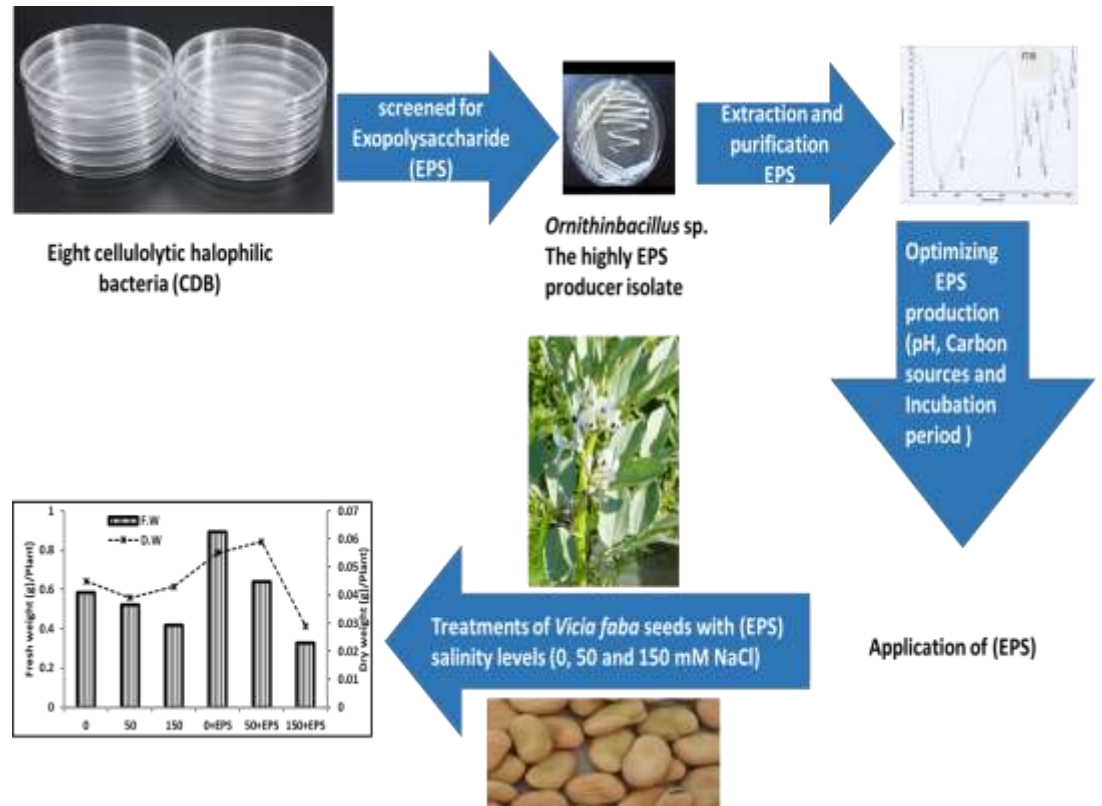 screened for
Exopolysaccharide
(EPS)
Extraction and
purification
EPS
FTIR
Eight cellulolytic halophilic
bacteria (CDB)
Ornithinbacillus sp.
The highly EPS
producer isolate
Optimizing
EPS
production
(pH, Carbon
sources and
Incubation
period )
Application of (EPS)
Treatments of Vicia faba seeds with (EPS)
salinity levels (0, 50 and 150 mM NaCl)
F.W
D.W
Fresh weight (g)/Plant
1
0.8
0.6
0.4
0.2
0
Dry weight (g)/Plant
0.07
0.06
0.05
0.04
0.03
0.02
0.01
0
0 50 150 0+EPS 50+EPS 150+EPS